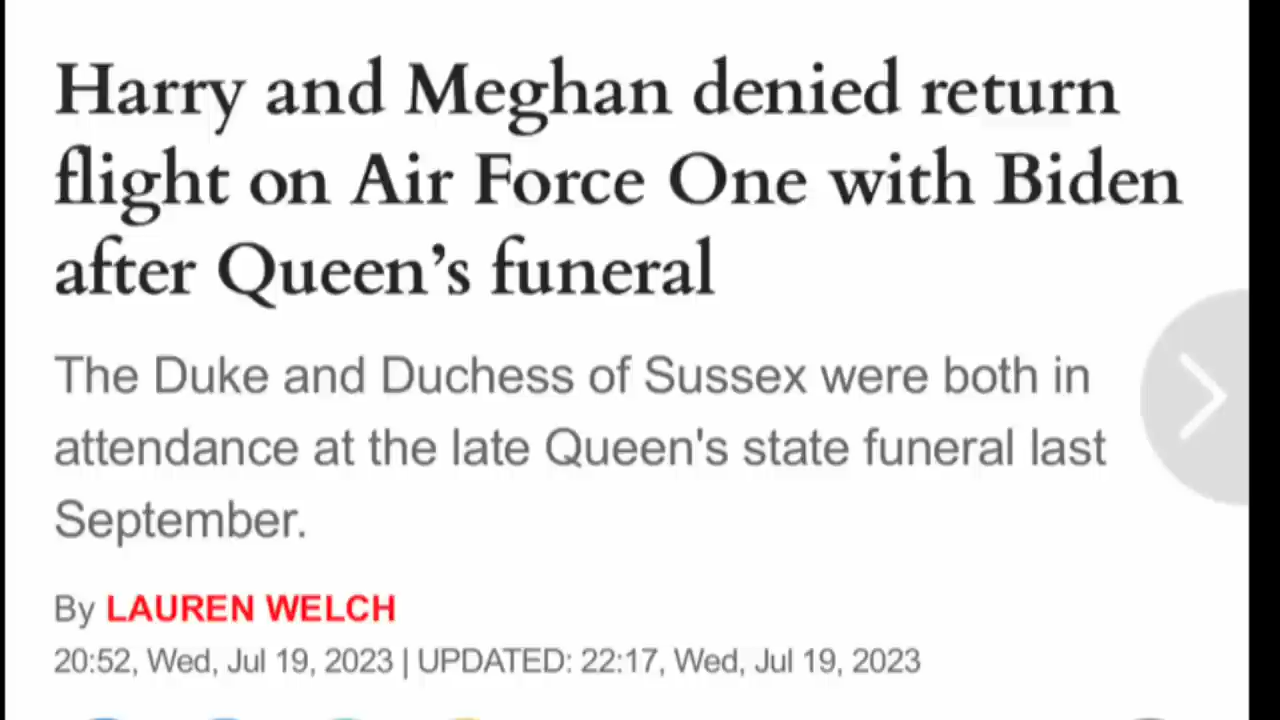 Harry and Meghan denied return
flight on Air Force One with Biden
after Queen’s funeral
The Duke and Duchess of Sussex were both in
attendance at the late Queen's state funeral last
September.
By LAUREN WELCH
20:52, Wed, Jul 19, 2023 | UPDATED: 22:17, Wed, Jul 19, 2023